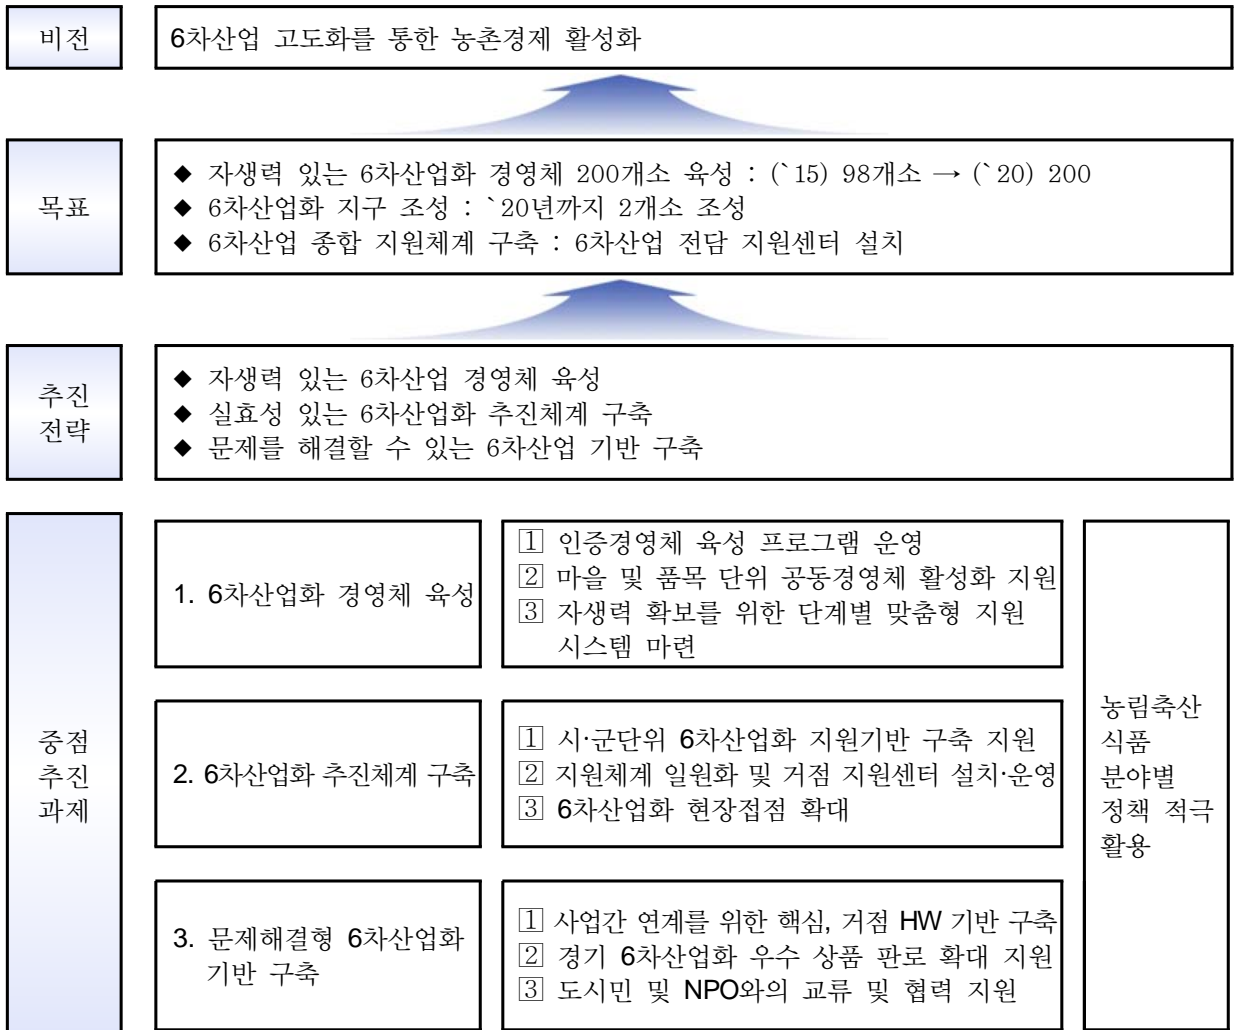 비전
6차산업 고도화를 통한 농촌경제 활성화
목표
◆ 자생력 있는 6차산업화 경영체 200개소 육성 : (`15) 98개소 → (`20) 200
◆ 6차산업화 지구 조성 : `20년까지 2개소 조성
◆ 6차산업 종합 지원체계 구축 : 6차산업 전담 지원센터 설치
추진
전략
◆ 자생력 있는 6차산업 경영체 육성
◆ 실효성 있는 6차산업화 추진체계 구축
◆ 문제를 해결할 수 있는 6차산업 기반 구축
중점
추진
과제
1. 6차산업화 경영체 육성
1 인증경영체 육성 프로그램 운영
2 마을 및 품목 단위 공동경영체 활성화 지원
3 자생력 확보를 위한 단계별 맞춤형 지원
시스템 마련
2. 6차산업화 추진체계 구축
1 시·군단위 6차산업화 지원기반 구축 지원
2 지원체계 일원화 및 거점 지원센터 설치·운영
3 6차산업화 현장접점 확대
3. 문제해결형 6차산업화
기반 구축
1 사업간 연계를 위한 핵심, 거점 HW 기반 구축
2 경기 6차산업화 우수 상품 판로 확대 지원
3 도시민 및 NPO와의 교류 및 협력 지원
농림축산
식품
분야별
정책 적극
활용